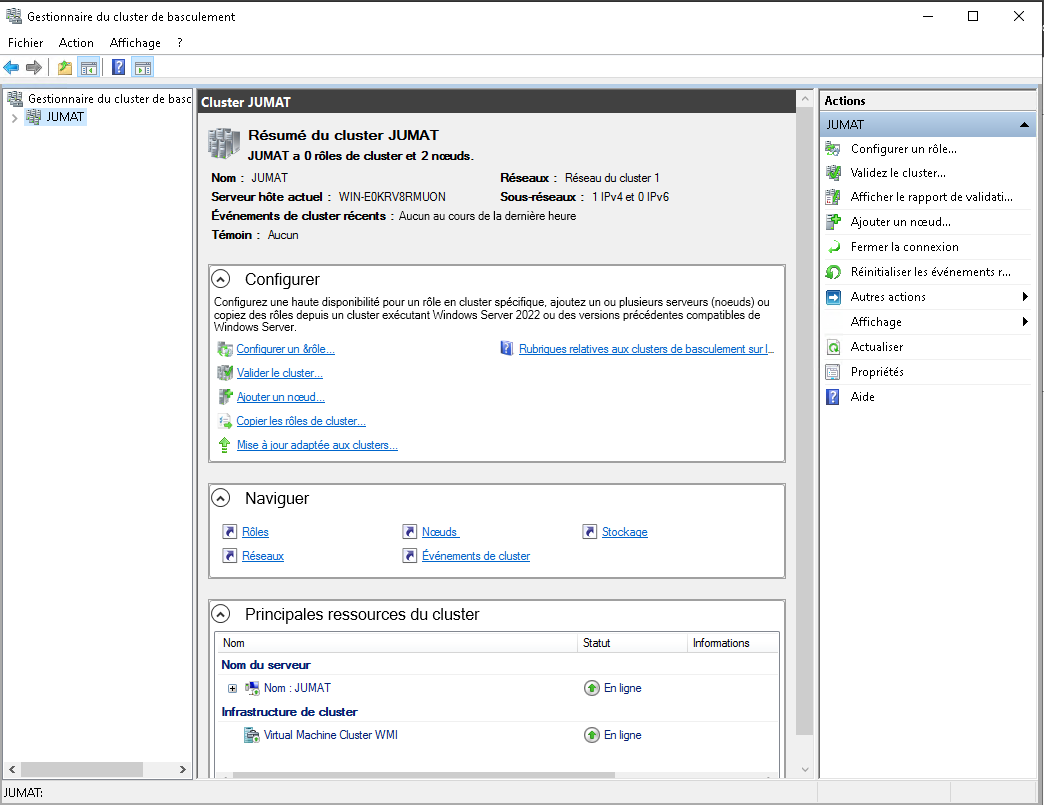 Gestionnaire du cluster de basculement
Fichier Action Affichage ?
Gestionnaire du cluster de basc
JUMAT
Cluster JUMAT
Résumé du cluster JUMAT
JUMAT a 0 rôles de cluster et 2 nœuds.
Nom : JUMAT
Réseaux : Réseau du cluster 1
Serveur hôte actuel : WIN-E0KRV8RMUON
Sous-réseaux : 1 IPv4 et 0 IPv6
Événements de cluster récents : Aucun au cours de la dernière heure
Témoin : Aucun
Configurer
Configurez une haute disponibilité pour un rôle en cluster spécifique, ajoutez un ou plusieurs serveurs (noeuds) ou
copiez des rôles depuis un cluster exécutant Windows Server 2022 ou des versions précédentes compatibles de
Windows Server.
Configurer un &rôle...
Rubriques relatives aux clusters de basculement sur l...
Valider le cluster...
Ajouter un nœud...
Copier les rôles de cluster...
Mise à jour adaptée aux clusters...
Naviguer
Rôles
Nœuds
Stockage
Réseaux
Événements de cluster
Principales ressources du cluster
Nom Statut Informations
Nom du serveur
Nom : JUMAT En ligne
Infrastructure de cluster
Virtual Machine Cluster WMI En ligne
Actions
JUMAT
Configurer un rôle...
Validez le cluster...
Afficher le rapport de validati...
Ajouter un nœud...
Fermer la connexion
Réinitialiser les événements r...
Autres actions
Affichage
Actualiser
Propriétés
Aide
JUMAT: